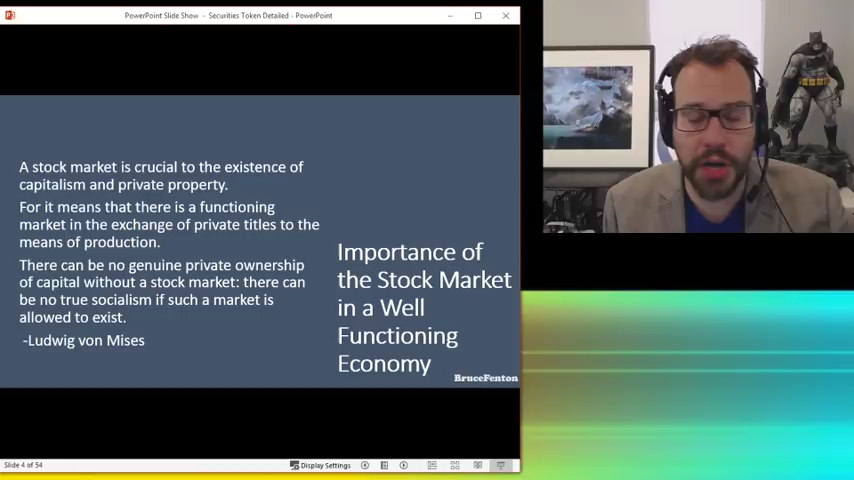 PowerPoint Slide Show - Securities Token Detailed - PowerPoint
A stock market is crucial to the existence of
capitalism and private property.
For it means that there is a functioning
market in the exchange of private titles to the
means of production.
There can be no genuine private ownership
of capital without a stock market: there can
be no true socialism if such a market is
allowed to exist.
-Ludwig von Mises
Importance of
the Stock Market
in a Well
Functioning
Economy
BruceFenton
Slide 4 of 54
Display Settings